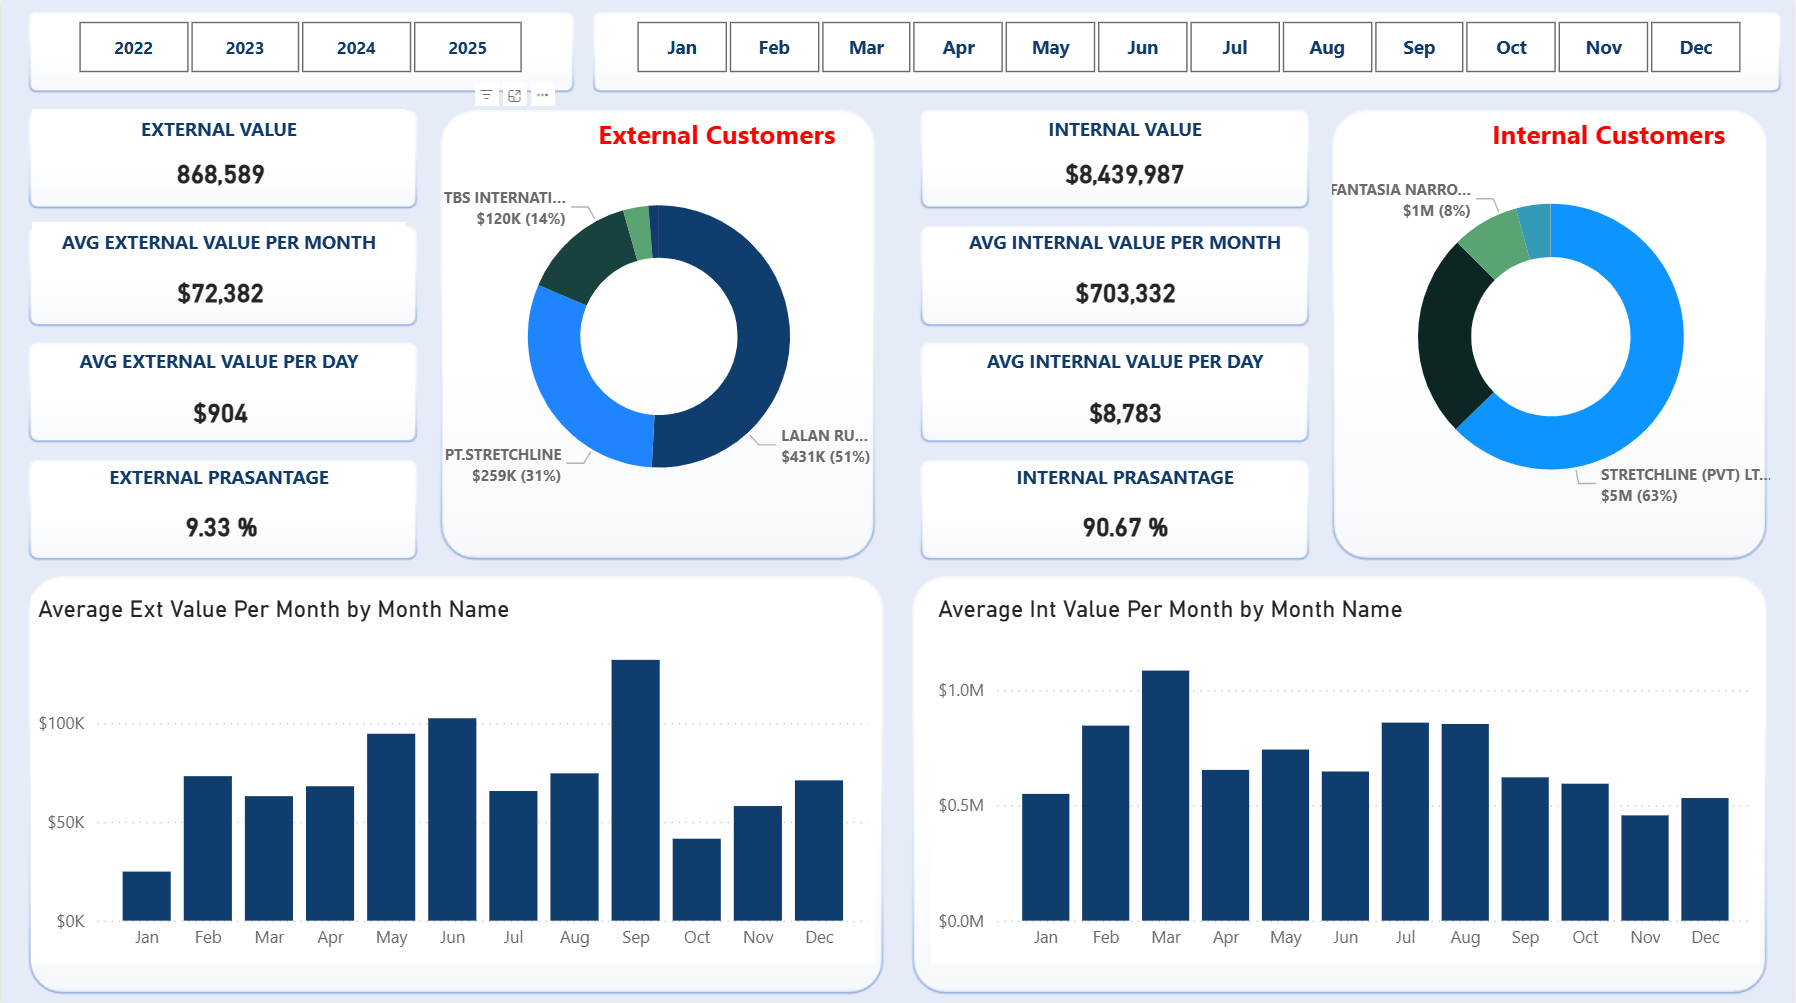 2022 2023 2024 2025
Jan Feb Mar Apr May Jun Jul Aug Sep Oct Nov Dec
EXTERNAL VALUE
868,589
AVG EXTERNAL VALUE PER MONTH
$72,382
AVG EXTERNAL VALUE PER DAY
$904
EXTERNAL PRASANTAGE
9.33 %
External Customers
TBS INTERNATI...
$120K (14%)
PT.STRETCHLINE
$259K (31%)
LALAN RU...
$431K (51%)
INTERNAL VALUE
$8,439,987
AVG INTERNAL VALUE PER MONTH
$703,332
AVG INTERNAL VALUE PER DAY
$8,783
INTERNAL PRASANTAGE
90.67 %
Internal Customers
FANTASIA NARRO...
$1M (8%)
STRETCHLINE (PVT) LT...
$5M (63%)
Average Ext Value Per Month by Month Name
$100K
$50K
$0K
Jan Feb Mar Apr May Jun Jul Aug Sep Oct Nov Dec
Average Int Value Per Month by Month Name
$1.0M
$0.5M
$0.0M
Jan Feb Mar Apr May Jun Jul Aug Sep Oct Nov Dec